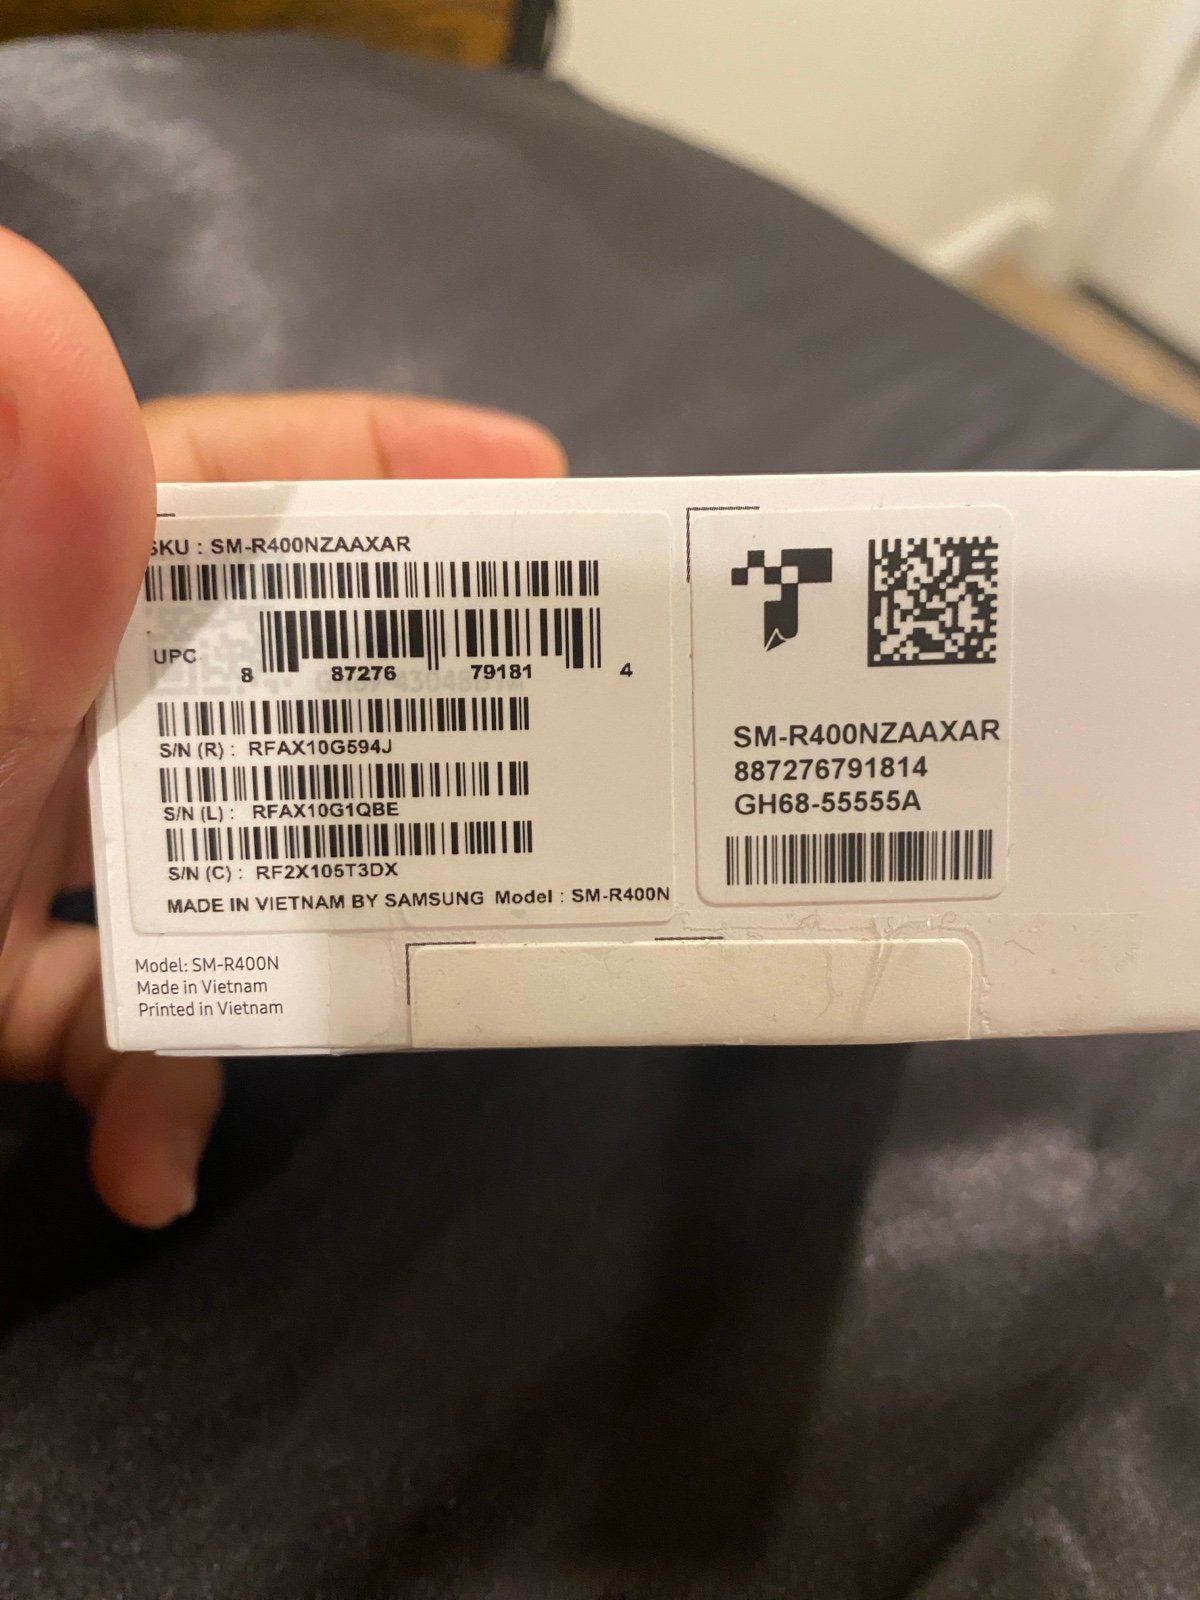 SKU : SM-R400NZAAXAR
UPC
8 87276 79181 4
S/N (R) : RFAX10G594J
S/N (L) : RFAX10G1QBE
S/N (C) : RF2X105T3DX
MADE IN VIETNAM BY SAMSUNG Model : SM-R400N
Model: SM-R400N
Made in Vietnam
Printed in Vietnam
SM-R400NZAAXAR
887276791814
GH68-55555A